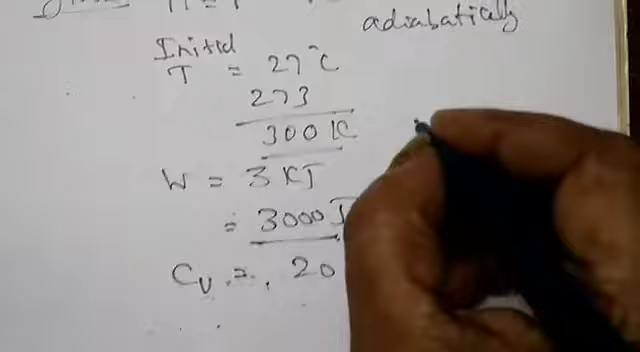 adiabatically
Initial
T = 27°C
273
300 K
W = 3 KJ
= 3000 J
Cv = . 20